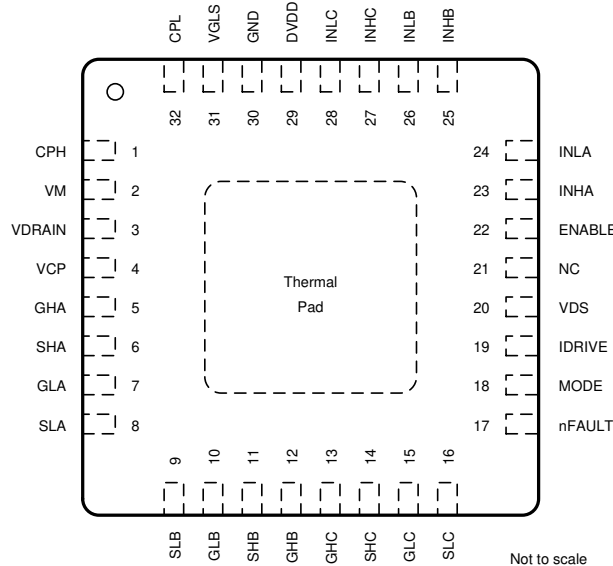 CPL VGLS GND DVDD INLC INHC INLB INHB
32 31 30 29 28 27 26 25
CPH 1 24 INLA
VM 2 23 INHA
VDRAIN 3 22 ENABLE
VCP 4 21 NC
GHA 5 20 VDS
SHA 6 19 IDRIVE
GLA 7 18 MODE
SLA 8 17 nFAULT
Thermal
Pad
9 10 11 12 13 14 15 16
SLB GLB SHB GHB GHC SHC GLC SLC
Not to scale